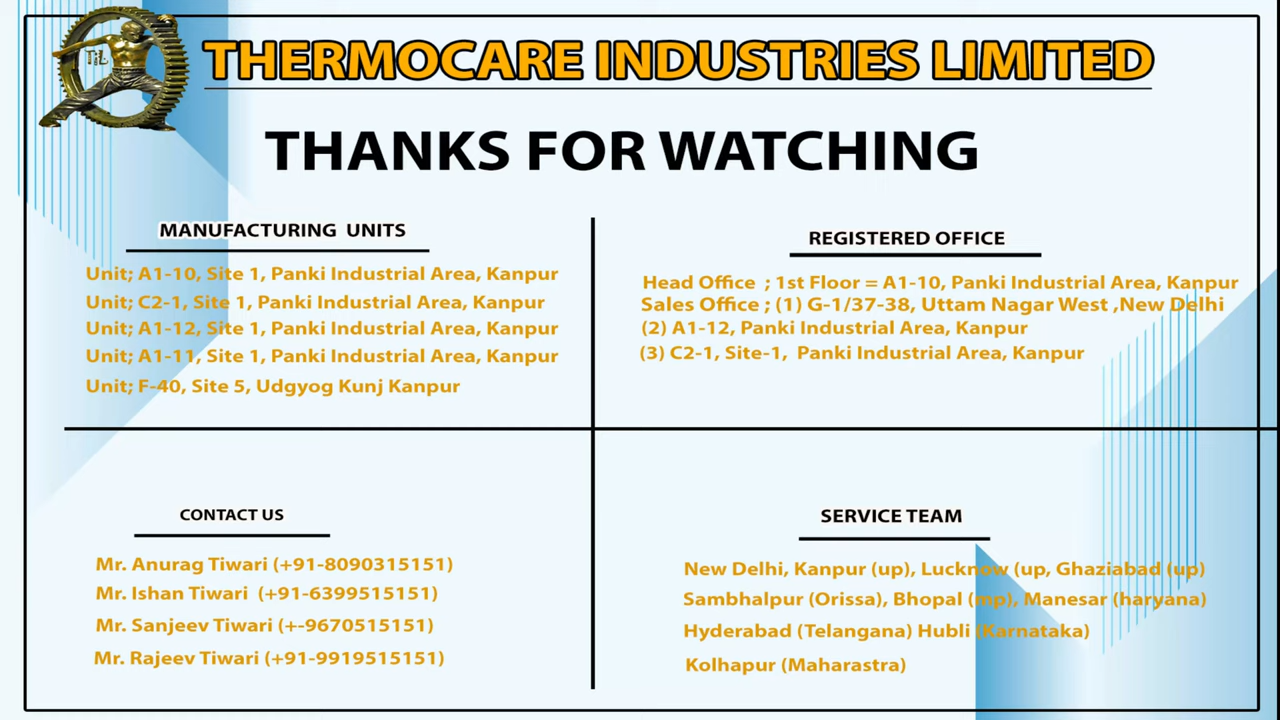 TiL
THERMOCARE INDUSTRIES LIMITED
THANKS FOR WATCHING
MANUFACTURING UNITS
Unit; A1-10, Site 1, Panki Industrial Area, Kanpur
Unit; C2-1, Site 1, Panki Industrial Area, Kanpur
Unit; A1-12, Site 1, Panki Industrial Area, Kanpur
Unit; A1-11, Site 1, Panki Industrial Area, Kanpur
Unit; F-40, Site 5, Udgyog Kunj Kanpur
REGISTERED OFFICE
Head Office ; 1st Floor = A1-10, Panki Industrial Area, Kanpur
Sales Office ; (1) G-1/37-38, Uttam Nagar West ,New Delhi
(2) A1-12, Panki Industrial Area, Kanpur
(3) C2-1, Site-1, Panki Industrial Area, Kanpur
CONTACT US
Mr. Anurag Tiwari (+91-8090315151)
Mr. Ishan Tiwari (+91-6399515151)
Mr. Sanjeev Tiwari (+-9670515151)
Mr. Rajeev Tiwari (+91-9919515151)
SERVICE TEAM
New Delhi, Kanpur (up), Lucknow (up, Ghaziabad (up)
Sambhalpur (Orissa), Bhopal (mp), Manesar (haryana)
Hyderabad (Telangana) Hubli (Karnataka)
Kolhapur (Maharastra)